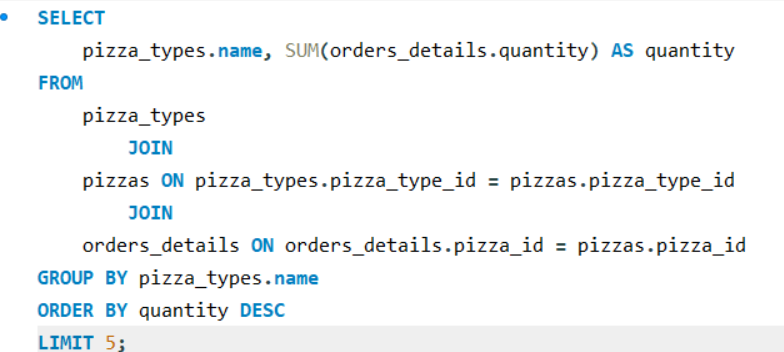 SELECT
pizza_types.name, SUM(orders_details.quantity) AS quantity
FROM
pizza_types
JOIN
pizzas ON pizza_types.pizza_type_id = pizzas.pizza_type_id
JOIN
orders_details ON orders_details.pizza_id = pizzas.pizza_id
GROUP BY pizza_types.name
ORDER BY quantity DESC
LIMIT 5;